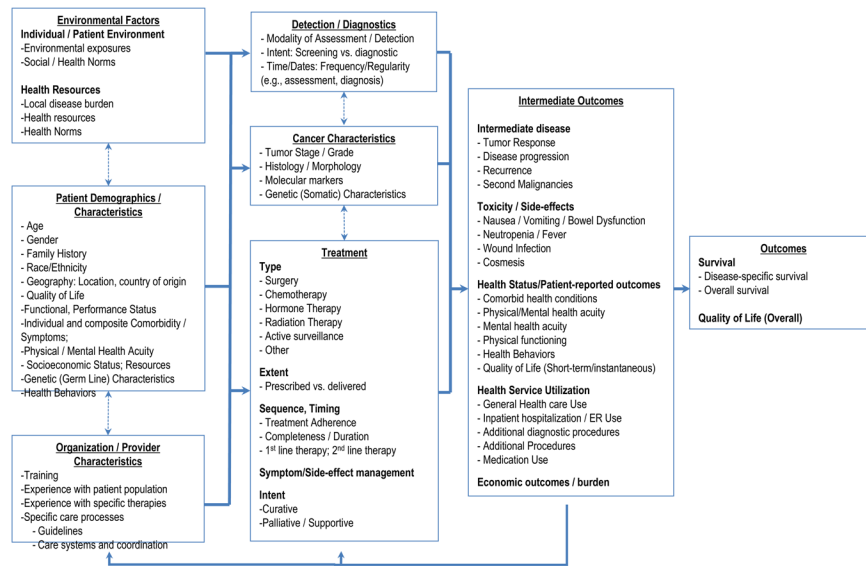 Environmental Factors
Individual / Patient Environment
-Environmental exposures
-Social / Health Norms
Health Resources
-Local disease burden
-Health resources
-Health Norms
Patient Demographics /
Characteristics
- Age
- Gender
- Family History
- Race/Ethnicity
- Geography: Location, country of origin
- Quality of Life
-Functional, Performance Status
-Individual and composite Comorbidity /
Symptoms;
-Physical / Mental Health Acuity
- Socioeconomic Status; Resources
-Genetic (Germ Line) Characteristics
-Health Behaviors
Organization / Provider
Characteristics
-Training
-Experience with patient population
-Experience with specific therapies
-Specific care processes
- Guidelines
- Care systems and coordination
Detection / Diagnostics
- Modality of Assessment / Detection
- Intent: Screening vs. diagnostic
- Time/Dates: Frequency/Regularity
(e.g., assessment, diagnosis)
Cancer Characteristics
- Tumor Stage / Grade
- Histology / Morphology
- Molecular markers
- Genetic (Somatic) Characteristics
Treatment
Type
- Surgery
- Chemotherapy
- Hormone Therapy
- Radiation Therapy
- Active surveillance
- Other
Extent
- Prescribed vs. delivered
Sequence, Timing
- Treatment Adherence
- Completeness / Duration
- 1st line therapy; 2nd line therapy
Symptom/Side-effect management
Intent
-Curative
-Palliative / Supportive
Intermediate Outcomes
Intermediate disease
- Tumor Response
- Disease progression
- Recurrence
- Second Malignancies
Toxicity / Side-effects
- Nausea / Vomiting / Bowel Dysfunction
- Neutropenia / Fever
- Wound Infection
- Cosmesis
Health Status/Patient-reported outcomes
- Comorbid health conditions
- Physical/Mental health acuity
- Mental health acuity
- Physical functioning
- Health Behaviors
- Quality of Life (Short-term/instantaneous)
Health Service Utilization
- General Health care Use
- Inpatient hospitalization / ER Use
- Additional diagnostic procedures
- Additional Procedures
- Medication Use
Economic outcomes / burden
Outcomes
Survival
- Disease-specific survival
- Overall survival
Quality of Life (Overall)